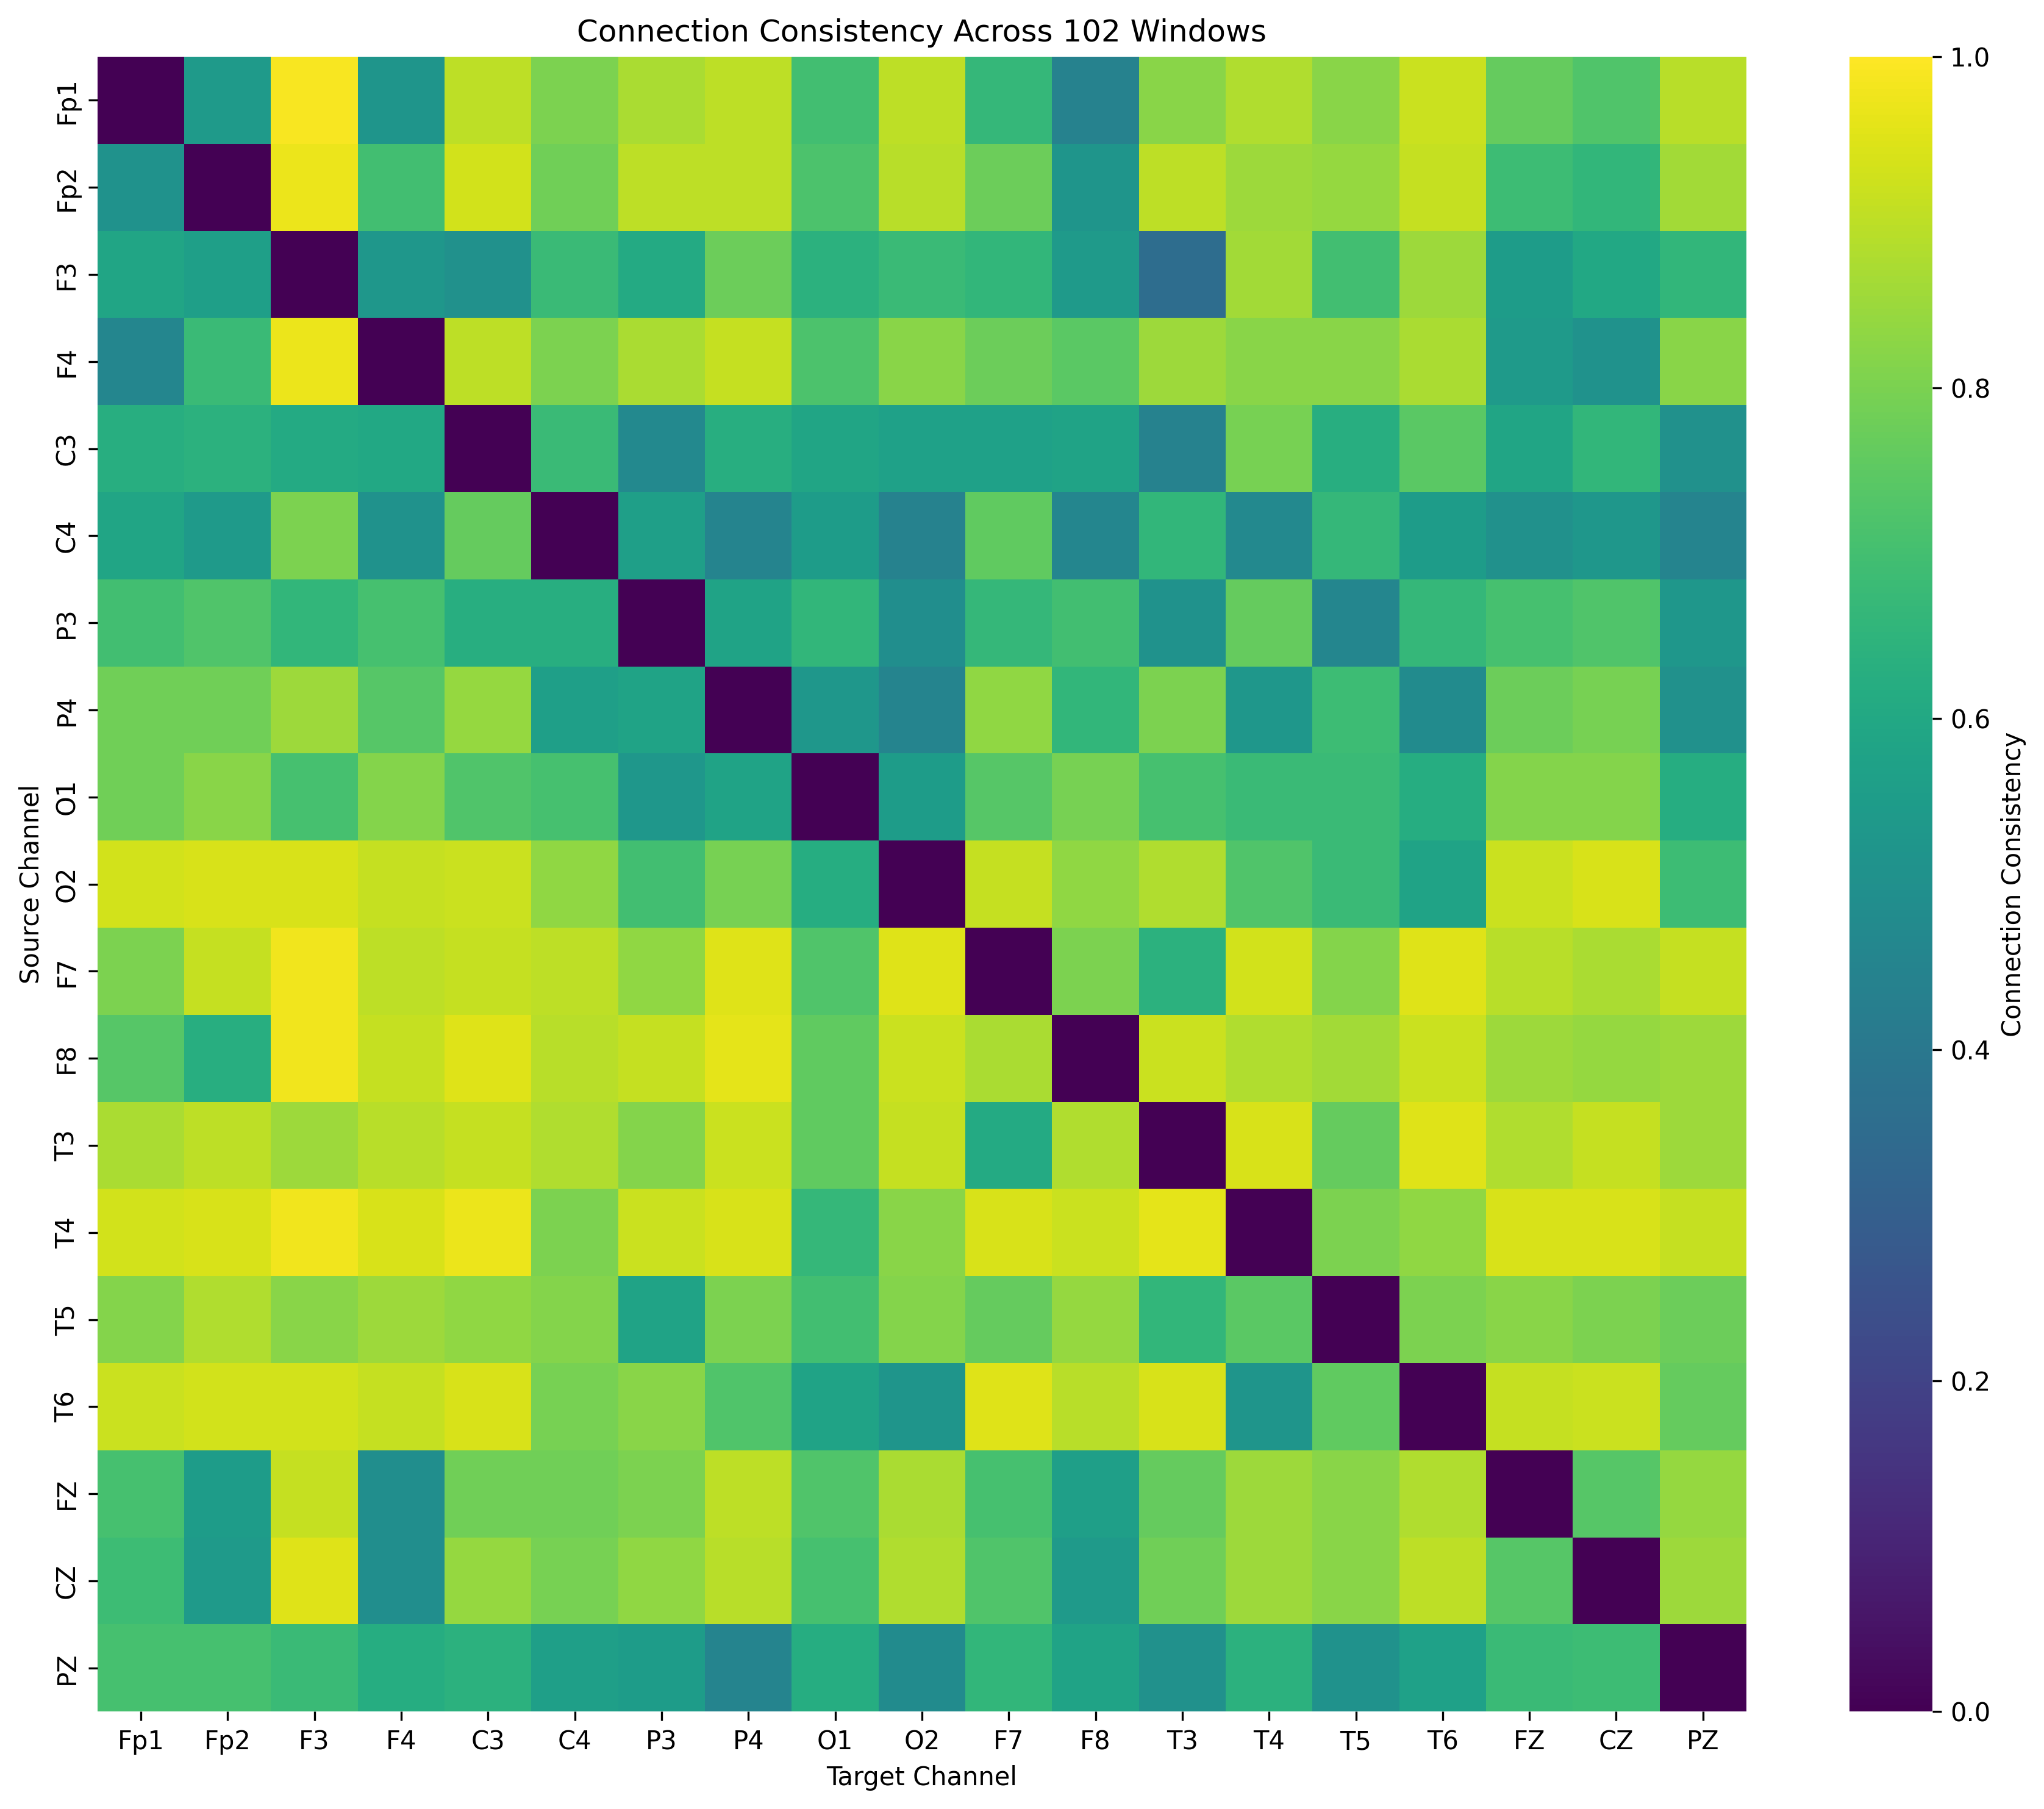 Connection Consistency Across 102 Windows
Source Channel
Fp1
Fp2
F3
F4
C3
C4
P3
P4
O1
O2
F7
F8
T3
T4
T5
T6
FZ
CZ
PZ
Fp1 Fp2 F3 F4 C3 C4 P3 P4 O1 O2 F7 F8 T3 T4 T5 T6 FZ CZ PZ
Target Channel
1.0
0.8
0.6
0.4
0.2
0.0
Connection Consistency